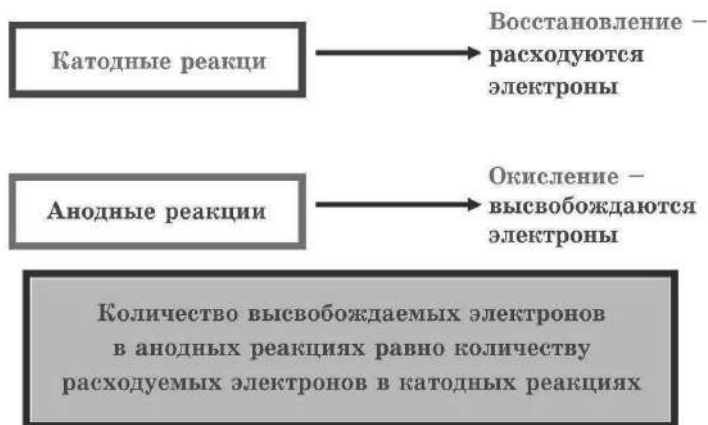 Катодные реакци
Восстановление –
расходуются
электроны
Анодные реакции
Окисление –
высвобождаются
электроны
Количество высвобождаемых электронов
в анодных реакциях равно количеству
расходуемых электронов в катодных реакциях